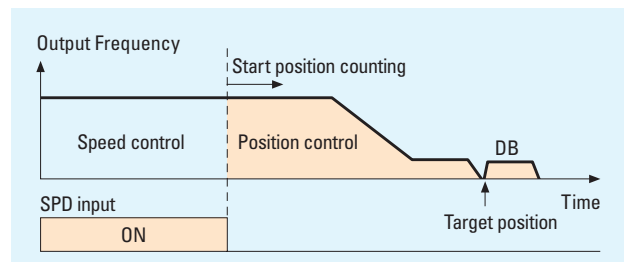 Output Frequency
Start position counting
Speed control
Position control
DB
Time
SPD input
Target position
ON